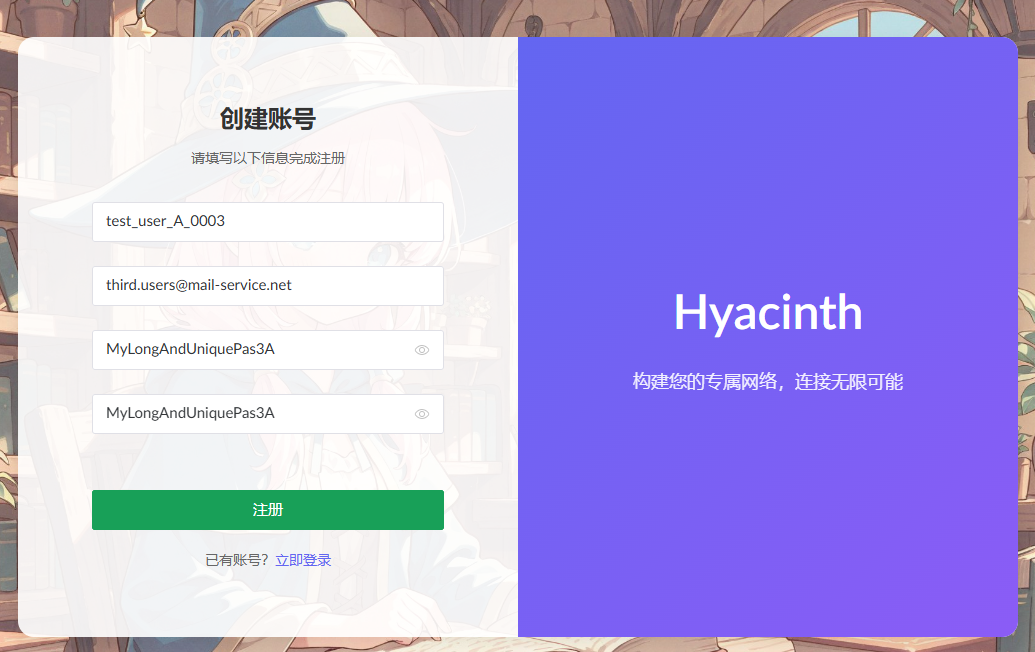 创建账号
请填写以下信息完成注册
test_user_A_0003
third.users@mail-service.net
MyLongAndUniquePas3A
MyLongAndUniquePas3A
注册
已有账号？立即登录
Hyacinth
构建您的专属网络，连接无限可能